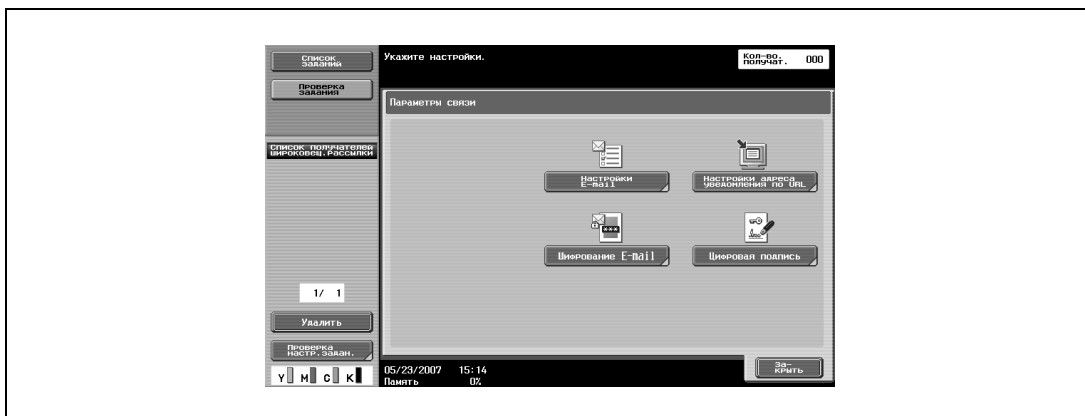 Список
заданий
Проверка
задания
Список получателей
широковещ.рассылки
1/ 1
Удалить
Проверка
настр.задан.
Y M C K
Укажите настройки.
Кол-во.
получат. 000
Параметры связи
Настройки
E-mail
Настройки адреса
уведомления по URL
Шифрование E-mail
Цифровая подпись
05/23/2007 15:14
Память 0%
За-
крыть